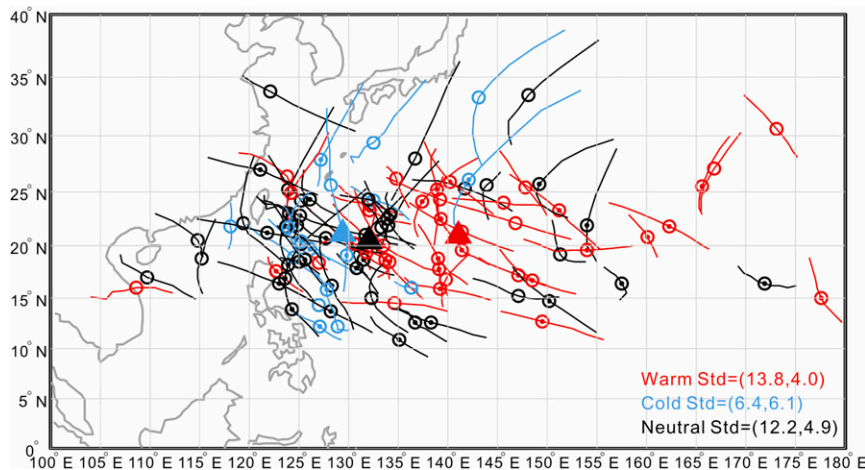 40° N
35° N
30° N
25° N
20° N
15° N
10° N
5° N
0°
Warm Std=(13.8,4.0)
Cold Std=(6.4,6.1)
Neutral Std=(12.2,4.9)
100° E 105° E 110° E 115° E 120° E 125° E 130° E 135° E 140° E 145° E 150° E 155° E 160° E 165° E 170° E 175° E 180°